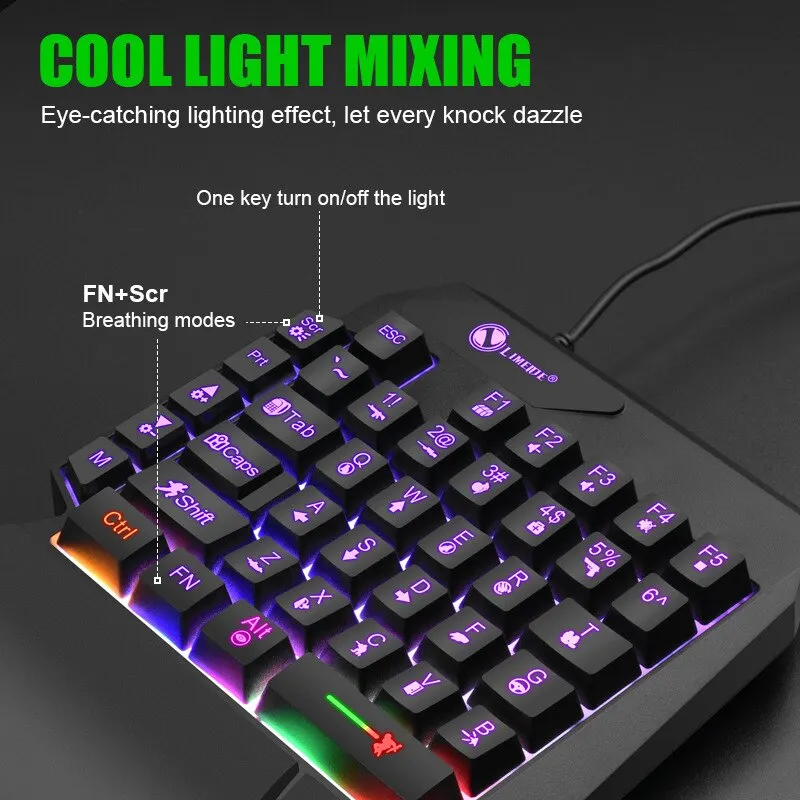 COOL LIGHT MIXING
Eye-catching lighting effect, let every knock dazzle
One key turn on/off the light
FN+Scr
Breathing modes
Scr
ESC
LIMEIDE®
Prt
` ~
1!
F1
Tab
2@
F2
M
Caps
Q
3#
F3
Shift
A
W
4$
F4
Ctrl
S
E
5%
F5
FN
Z
D
R
6^
Alt
X
F
T
C
G
V
B